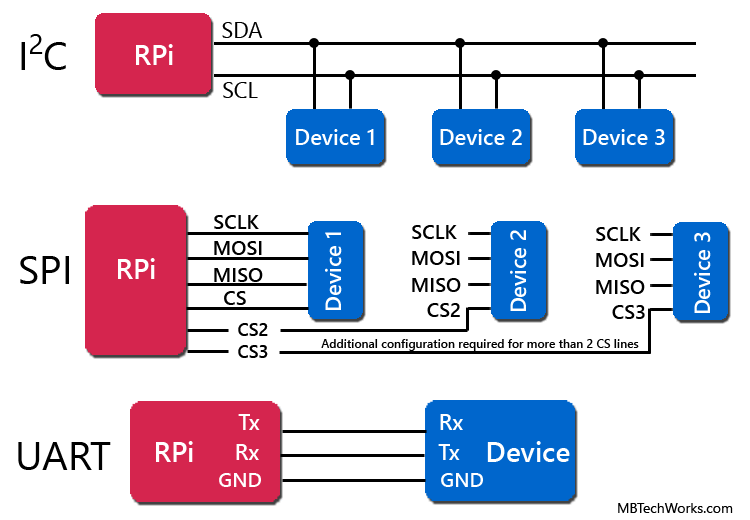 I²C
RPi
SDA
SCL
Device 1
Device 2
Device 3
SPI
RPi
SCLK
MOSI
MISO
CS
CS2
CS3
Device 1
SCLK
MOSI
MISO
CS2
Device 2
SCLK
MOSI
MISO
CS3
Device 3
Additional configuration required for more than 2 CS lines
UART
RPi
Tx
Rx
GND
Rx
Tx
GND
Device
MBTechWorks.com